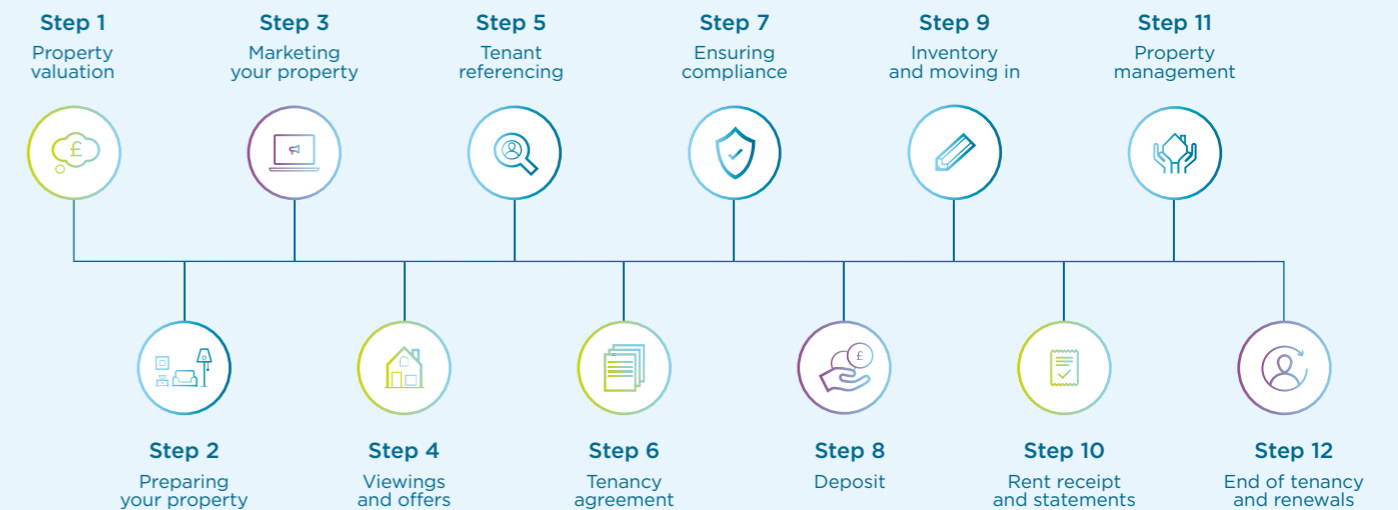 Step 1
Property
valuation
Step 3
Marketing
your property
Step 5
Tenant
referencing
Step 7
Ensuring
compliance
Step 9
Inventory
and moving in
Step 11
Property
management
£
£
Step 2
Preparing
your property
Step 4
Viewings
and offers
Step 6
Tenancy
agreement
Step 8
Deposit
Step 10
Rent receipt
and statements
Step 12
End of tenancy
and renewals